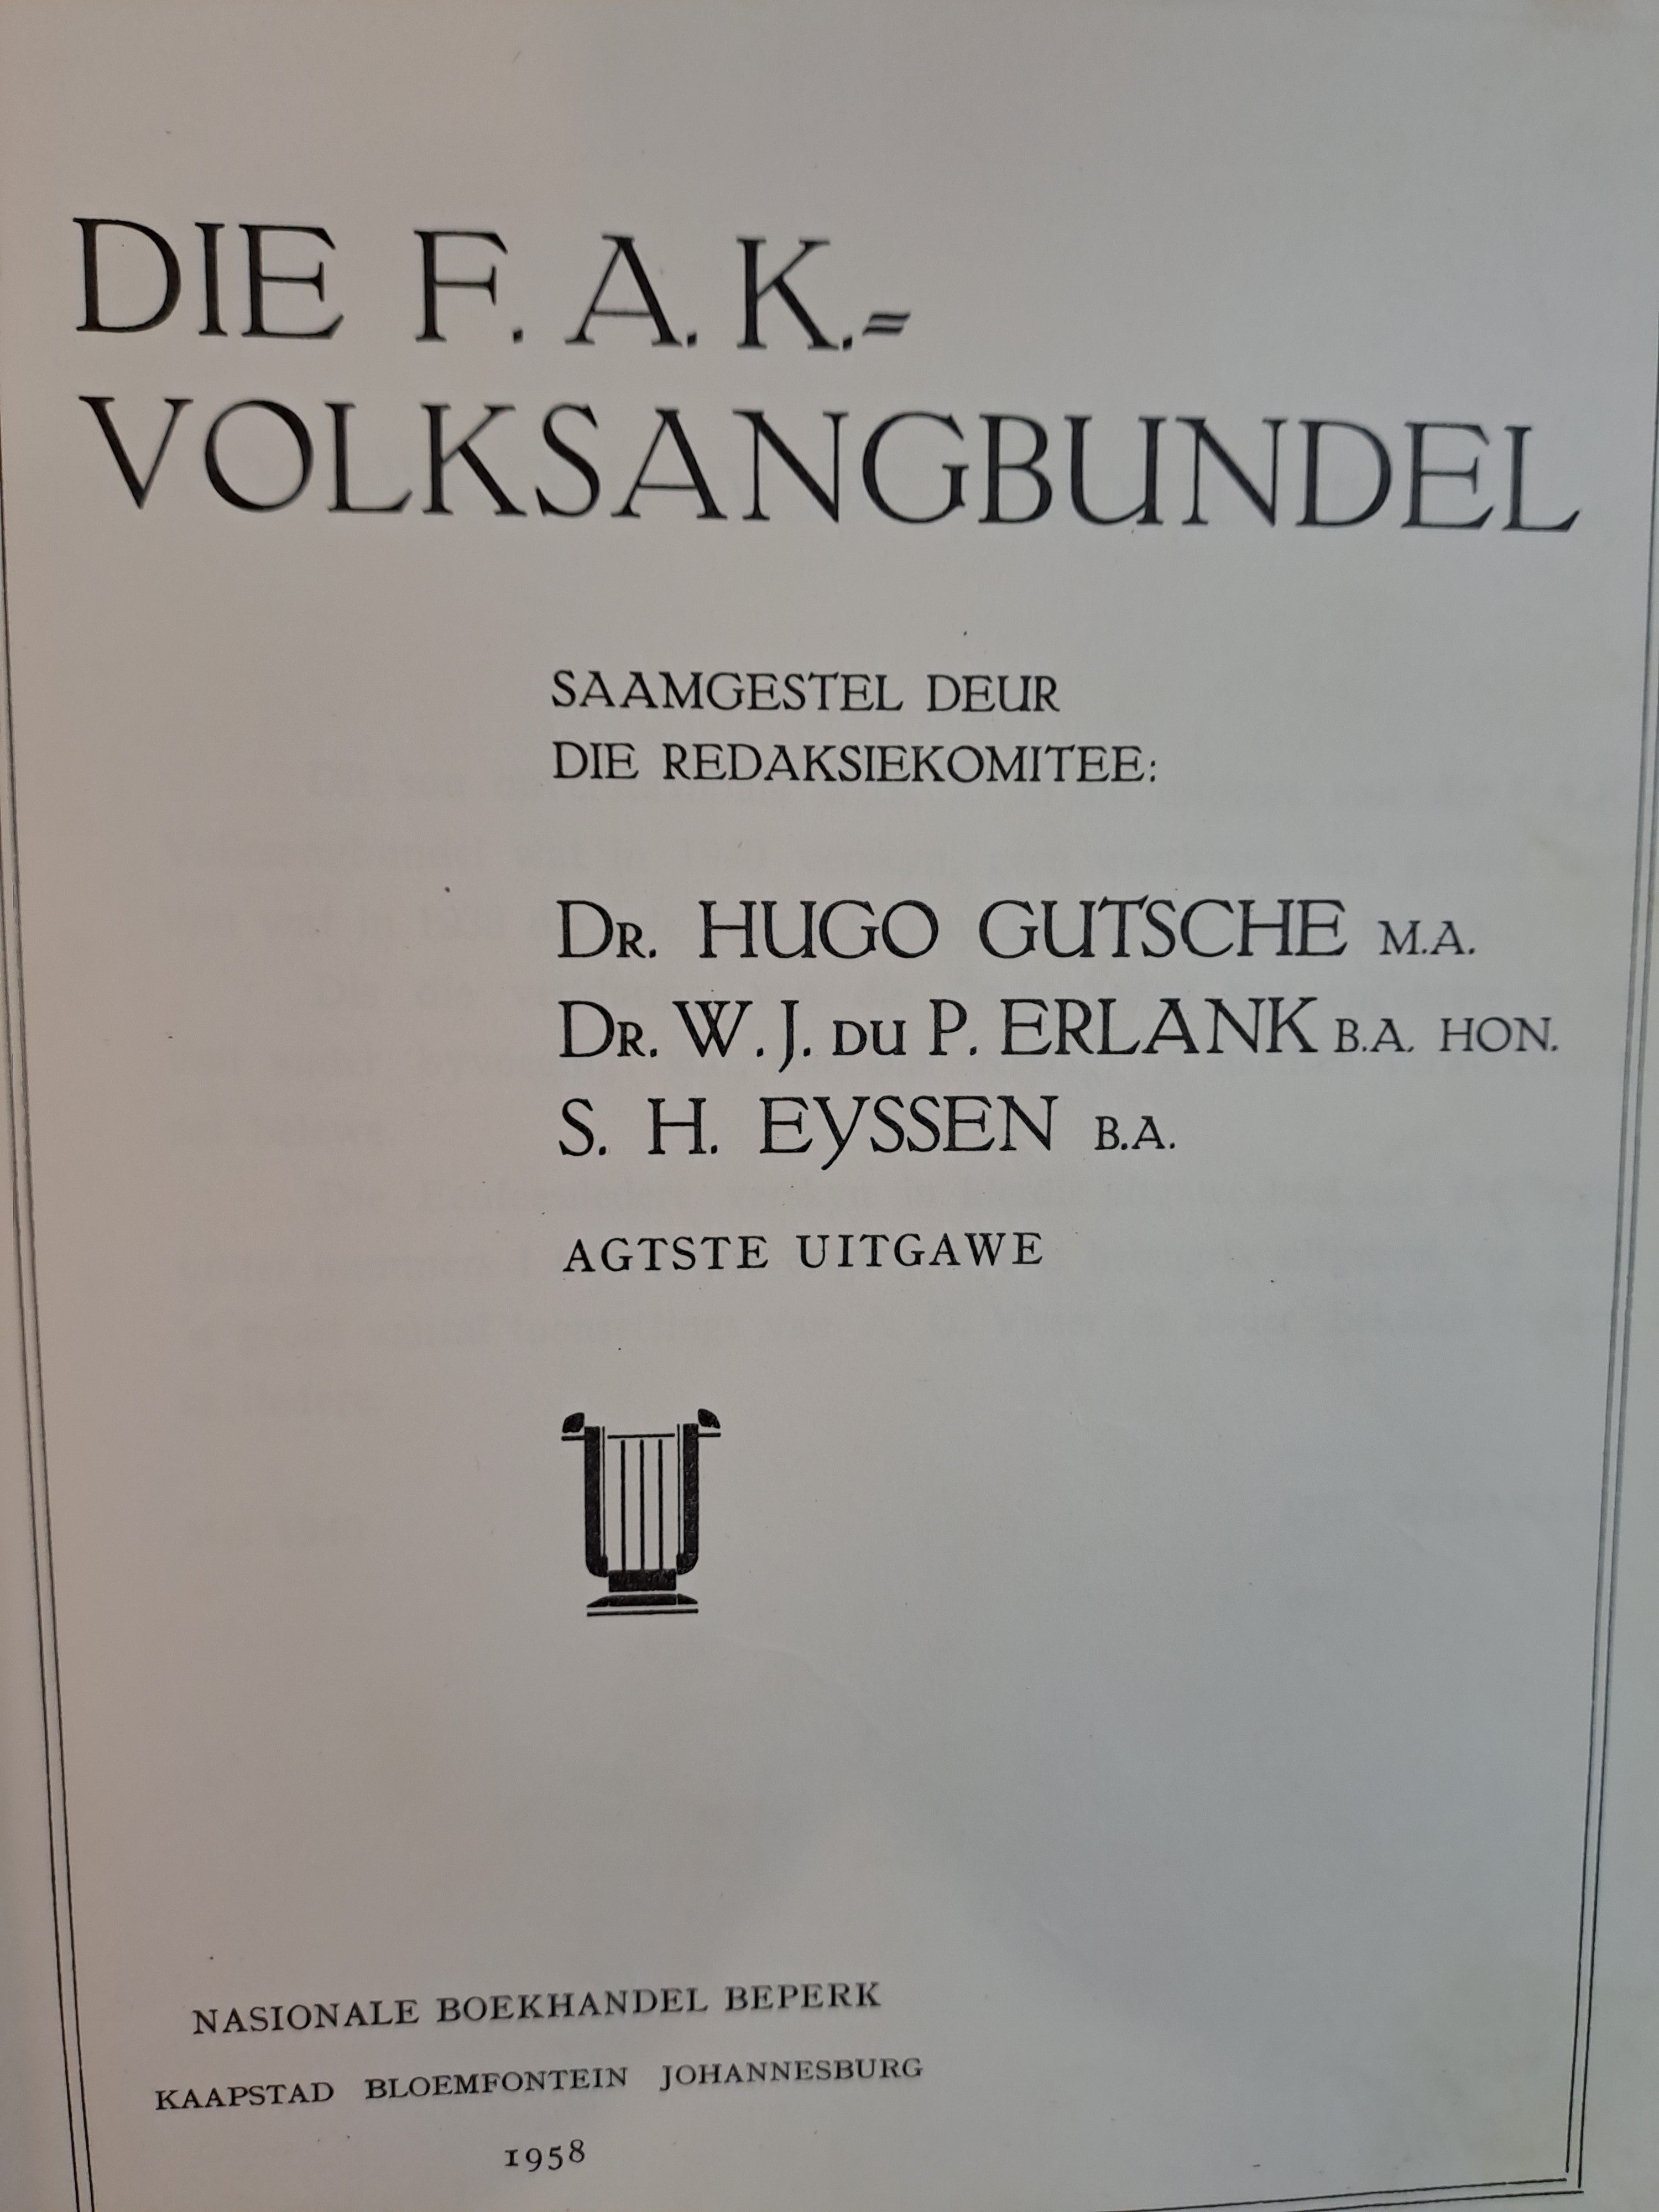 DIE F. A. K.=
VOLKSANGBUNDEL
SAAMGESTEL DEUR
DIE REDAKSIEKOMITEE:
DR. HUGO GUTSCHE M.A.
DR. W. J. DU P. ERLANK B.A. HON.
S. H. EYSSEN B.A.
AGTSTE UITGAWE
NASIONALE BOEKHANDEL BEPERK
KAAPSTAD BLOEMFONTEIN JOHANNESBURG
1958